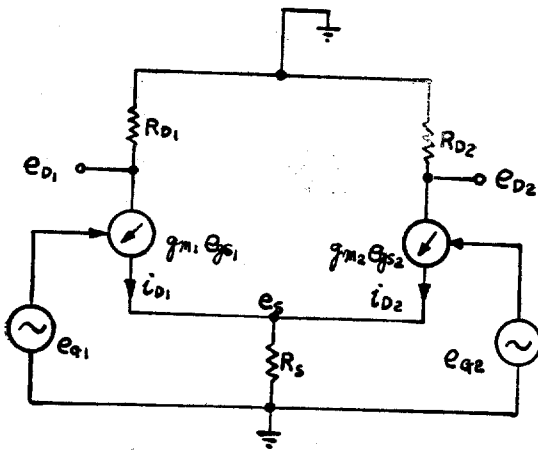 R_D1
R_D2
e_D1
e_D2
g_m1 e_gs1
g_m2 e_gs2
i_D1
e_s
i_D2
e_G1
R_s
e_G2